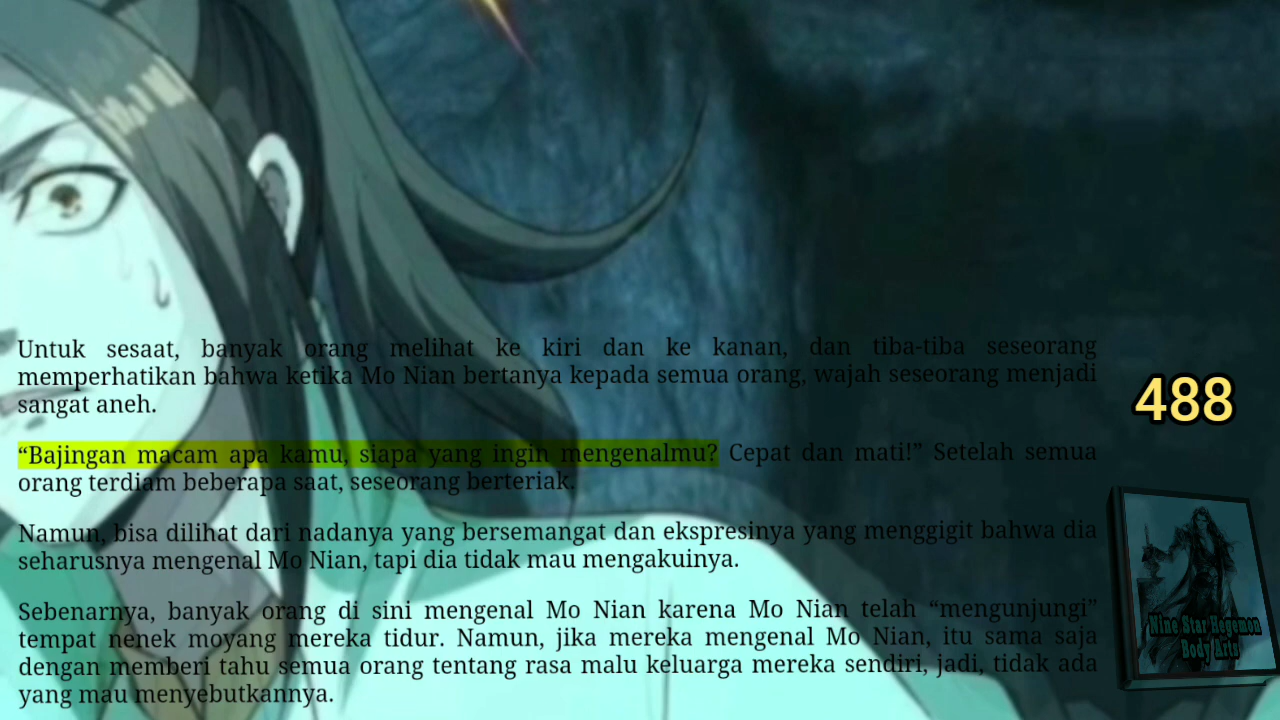 Untuk sesaat, banyak orang melihat ke kiri dan ke kanan, dan tiba-tiba seseorang
memperhatikan bahwa ketika Mo Nian bertanya kepada semua orang, wajah seseorang menjadi
sangat aneh.
“Bajingan macam apa kamu, siapa yang ingin mengenalmu? Cepat dan mati!” Setelah semua
orang terdiam beberapa saat, seseorang berteriak.
Namun, bisa dilihat dari nadanya yang bersemangat dan ekspresinya yang menggigit bahwa dia
seharusnya mengenal Mo Nian, tapi dia tidak mau mengakuinya.
Sebenarnya, banyak orang di sini mengenal Mo Nian karena Mo Nian telah “mengunjungi”
tempat nenek moyang mereka tidur. Namun, jika mereka mengenal Mo Nian, itu sama saja
dengan memberi tahu semua orang tentang rasa malu keluarga mereka sendiri, jadi, tidak ada
yang mau menyebutkannya.
488
Nine Star Hegemon
Body Arts